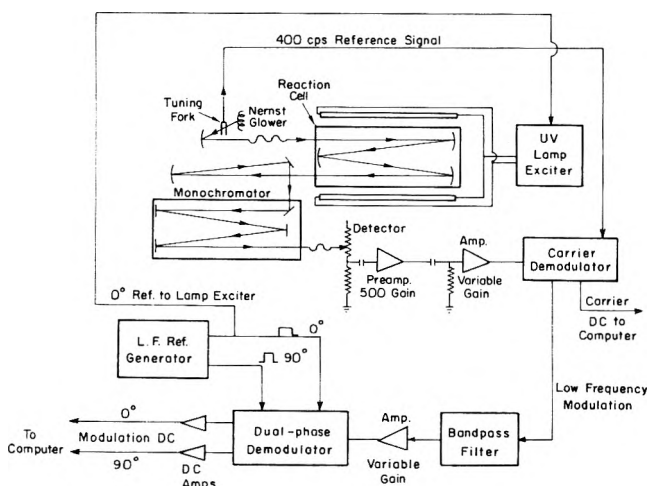 400 cps Reference Signal
Reaction
Cell
Tuning
Fork
Nernst
Glower
UV
Lamp
Exciter
Monochromator
Detector
Preamp.
500 Gain
Amp.
Variable
Gain
Carrier
Demodulator
Carrier
DC to
Computer
0° Ref. to Lamp Exciter
L.F. Ref.
Generator
0°
90°
Low Frequency
Modulation
To
Computer
0°
Modulation DC
90°
DC
Amps
Dual-phase
Demodulator
Amp.
Variable
Gain
Bandpass
Filter